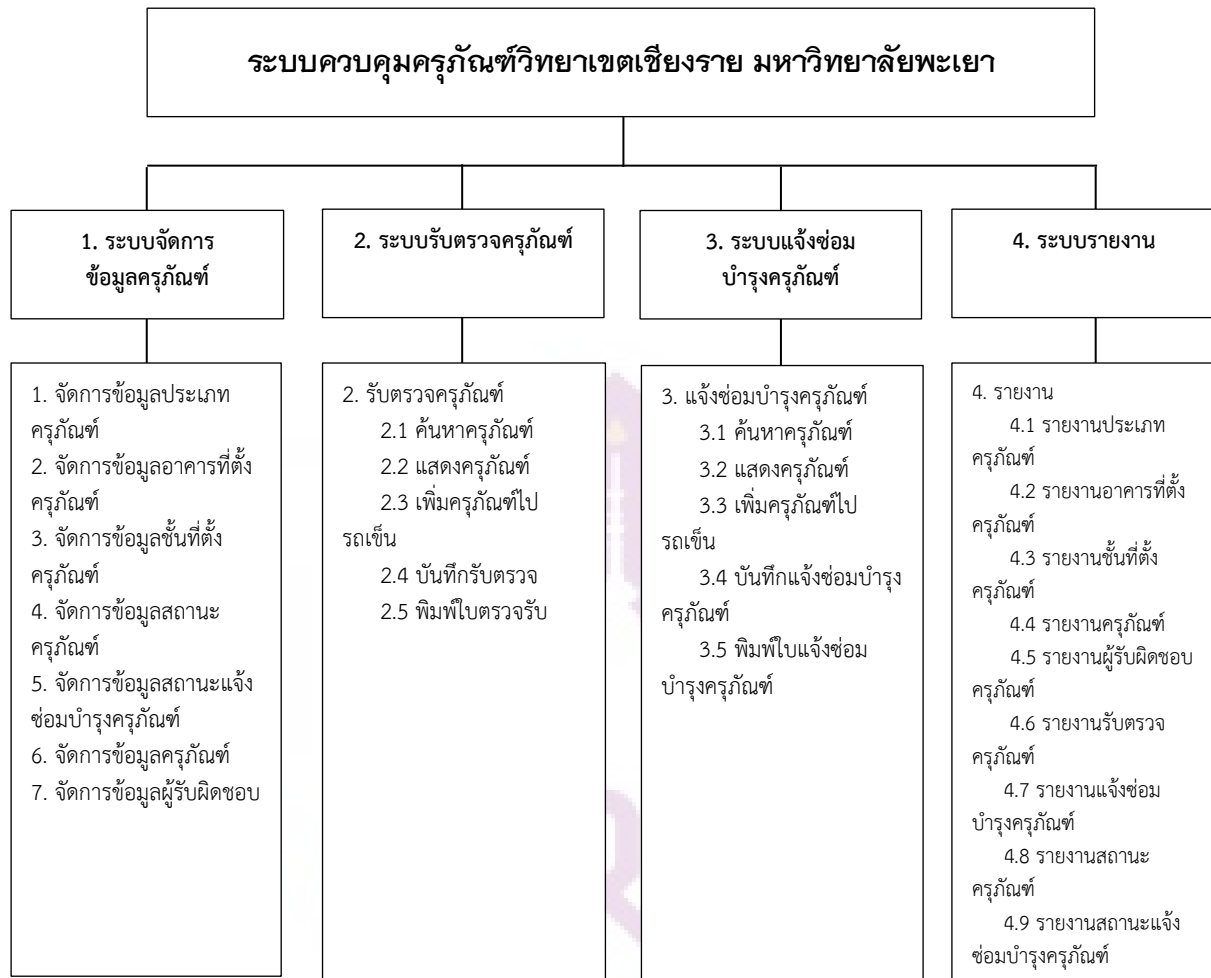 ระบบควบคุมครุภัณฑ์วิทยาเขตเชียงราย มหาวิทยาลัยพะเยา
1. ระบบจัดการ
ข้อมูลครุภัณฑ์
2. ระบบรับตรวจครุภัณฑ์
3. ระบบแจ้งซ่อม
บำรุงครุภัณฑ์
4. ระบบรายงาน
1. จัดการข้อมูลประเภท
ครุภัณฑ์
2. จัดการข้อมูลอาคารที่ตั้ง
ครุภัณฑ์
3. จัดการข้อมูลชั้นที่ตั้ง
ครุภัณฑ์
4. จัดการข้อมูลสถานะ
ครุภัณฑ์
5. จัดการข้อมูลสถานะแจ้ง
ซ่อมบำรุงครุภัณฑ์
6. จัดการข้อมูลครุภัณฑ์
7. จัดการข้อมูลผู้รับผิดชอบ
2. รับตรวจครุภัณฑ์
2.1 ค้นหาครุภัณฑ์
2.2 แสดงครุภัณฑ์
2.3 เพิ่มครุภัณฑ์ไป
รถเข็น
2.4 บันทึกรับตรวจ
2.5 พิมพ์ใบตรวจรับ
3. แจ้งซ่อมบำรุงครุภัณฑ์
3.1 ค้นหาครุภัณฑ์
3.2 แสดงครุภัณฑ์
3.3 เพิ่มครุภัณฑ์ไป
รถเข็น
3.4 บันทึกแจ้งซ่อมบำรุง
ครุภัณฑ์
3.5 พิมพ์ใบแจ้งซ่อม
บำรุงครุภัณฑ์
4. รายงาน
4.1 รายงานประเภท
ครุภัณฑ์
4.2 รายงานอาคารที่ตั้ง
ครุภัณฑ์
4.3 รายงานชั้นที่ตั้ง
ครุภัณฑ์
4.4 รายงานครุภัณฑ์
4.5 รายงานผู้รับผิดชอบ
ครุภัณฑ์
4.6 รายงานรับตรวจ
ครุภัณฑ์
4.7 รายงานแจ้งซ่อม
บำรุงครุภัณฑ์
4.8 รายงานสถานะ
ครุภัณฑ์
4.9 รายงานสถานะแจ้ง
ซ่อมบำรุงครุภัณฑ์